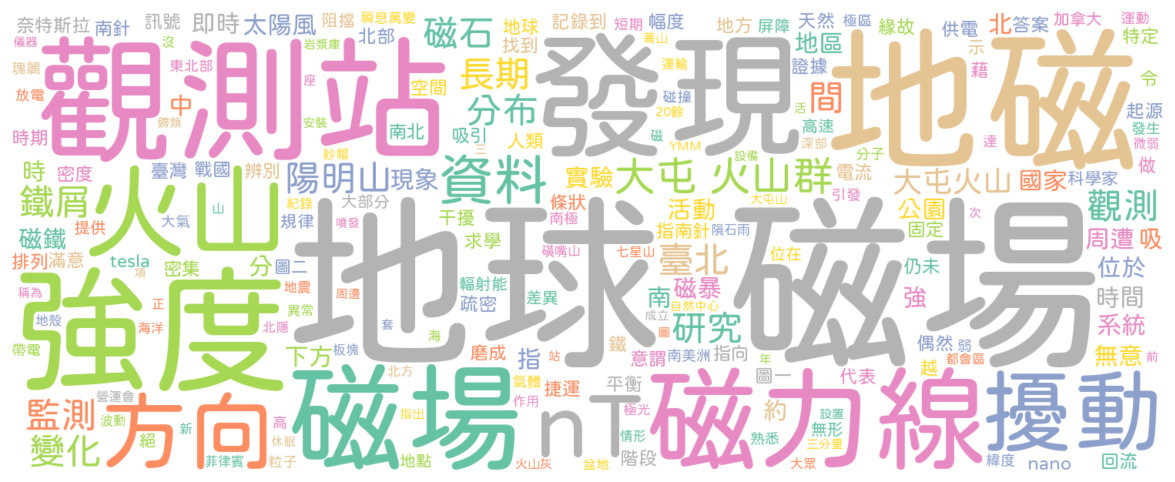 奈特斯拉
南針
訊號
即時
太陽風
阻擋
瞬息萬變
北部
磁石
地球
找到
記錄到
短期
幅度
地方
屏障
天然
地區
極區
緣故
供電
北
答案
加拿大
運動
特定
儀器
沒
岩漿庫
菁山
示
瑰麗
東北部
座
空間
長期
運輸
證據
藉
令
放電
中
觀測站
發現
地磁
碰撞
間
20餘
活
起源
時期
歸類
安裝
南北
分布
吸引
人類
磁
YMM
高速
深部
達
發生
微弱
紗帽
三
設備
分子
做
時
密度
臺灣
戰國
辨別
陽明山
現象
資料
實驗
大屯
火山群
電流
大屯火山
國家
科學家
鐵屑
火山
紀錄
大部分
條狀
大屯山
引發
公園
觀測
提供
大氣
山
規律
噴發
干擾
南極
活動
指南針
隕石雨
固定
次
周遭
吸
磁鐵
求學
磺嘴山
七星山
臺北
位在
排列
滿意
tesla
密集
分
圖二
輻射能
仍未
位於
項
地震
周邊
疏密
差異
南
磁暴
自然中心
強
時間
稱為
強度
正
異常
地球
磁場
成立
地殼
海洋
北隱
套
海
研究
圖
系統
帶電
下方
板塊
磨成
指
鐵
意謂
南美洲
指向
偶然
弱
無意
前
站
年
都會區
越
營運會
北方
氣體
捷運
平衡
圖一
代表
監測
方向
高
磁場
作用
nT
極光
磁力線
約
設置
擾動
波動
新
指出
情形
熟悉
無形
變化
絕
休眠
三分量
菲律賓
粒子
地點
火山灰
盆地
階段
大眾
緯度
nano
回流